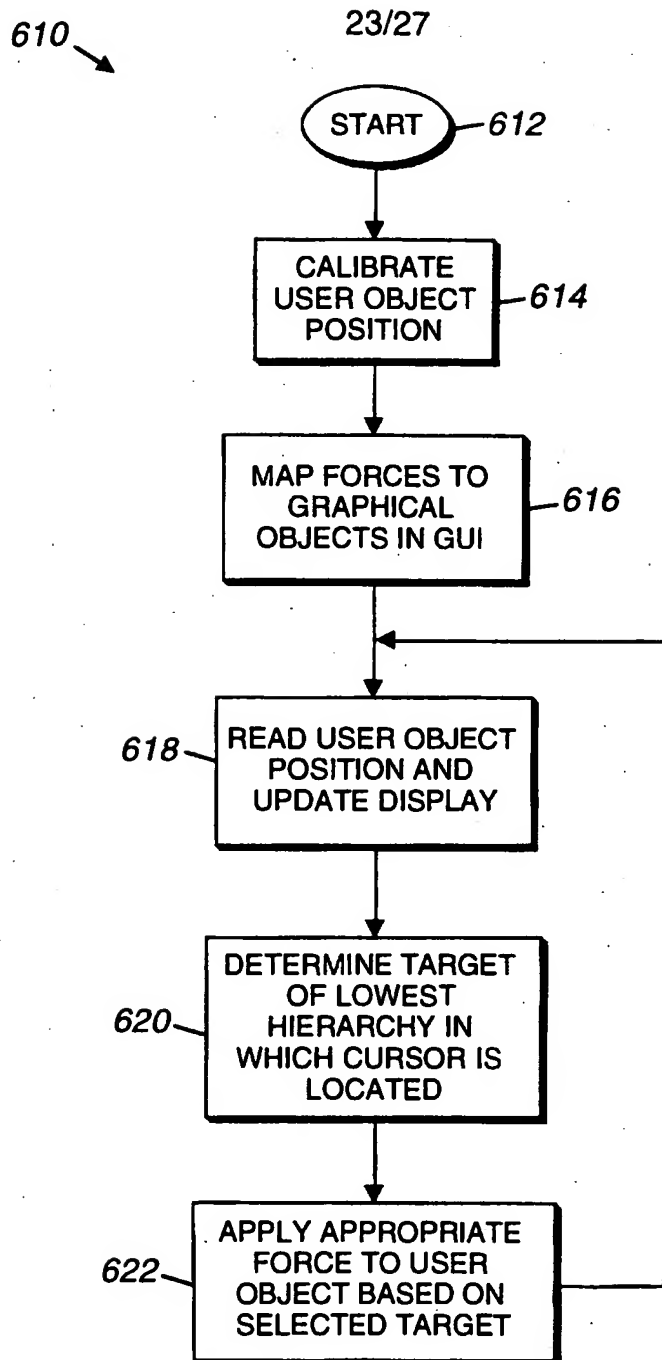 610
23/27
START
612
CALIBRATE
USER OBJECT
POSITION
614
MAP FORCES TO
GRAPHICAL
OBJECTS IN GUI
616
618
READ USER OBJECT
POSITION AND
UPDATE DISPLAY
620
DETERMINE TARGET
OF LOWEST
HIERARCHY IN
WHICH CURSOR IS
LOCATED
622
APPLY APPROPRIATE
FORCE TO USER
OBJECT BASED ON
SELECTED TARGET